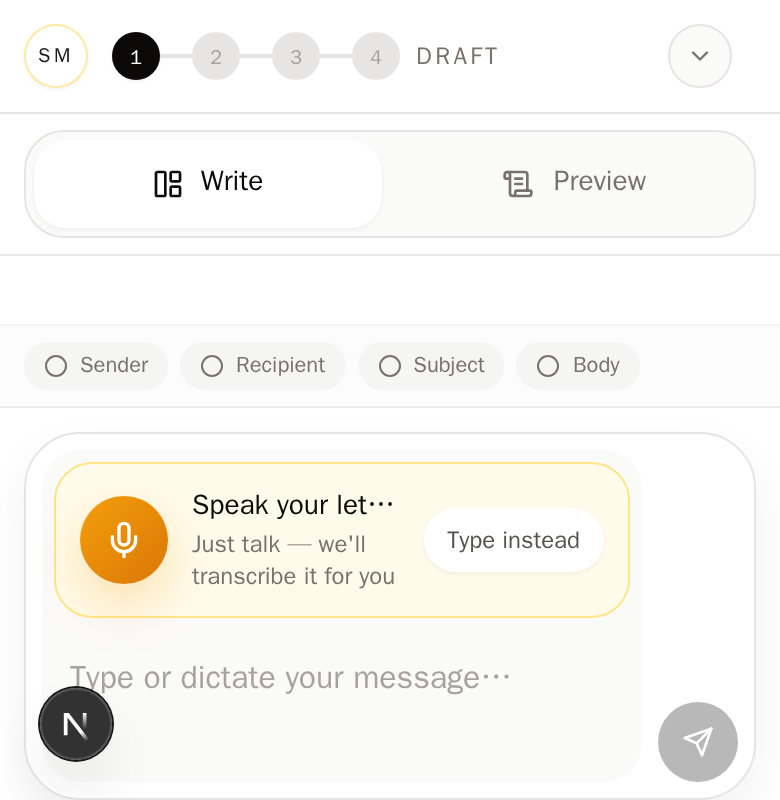 SM 1 2 3 4 DRAFT
Write Preview
Sender Recipient Subject Body
Speak your let···
Just talk — we'll
transcribe it for you
Type instead
Type or dictate your message···
N